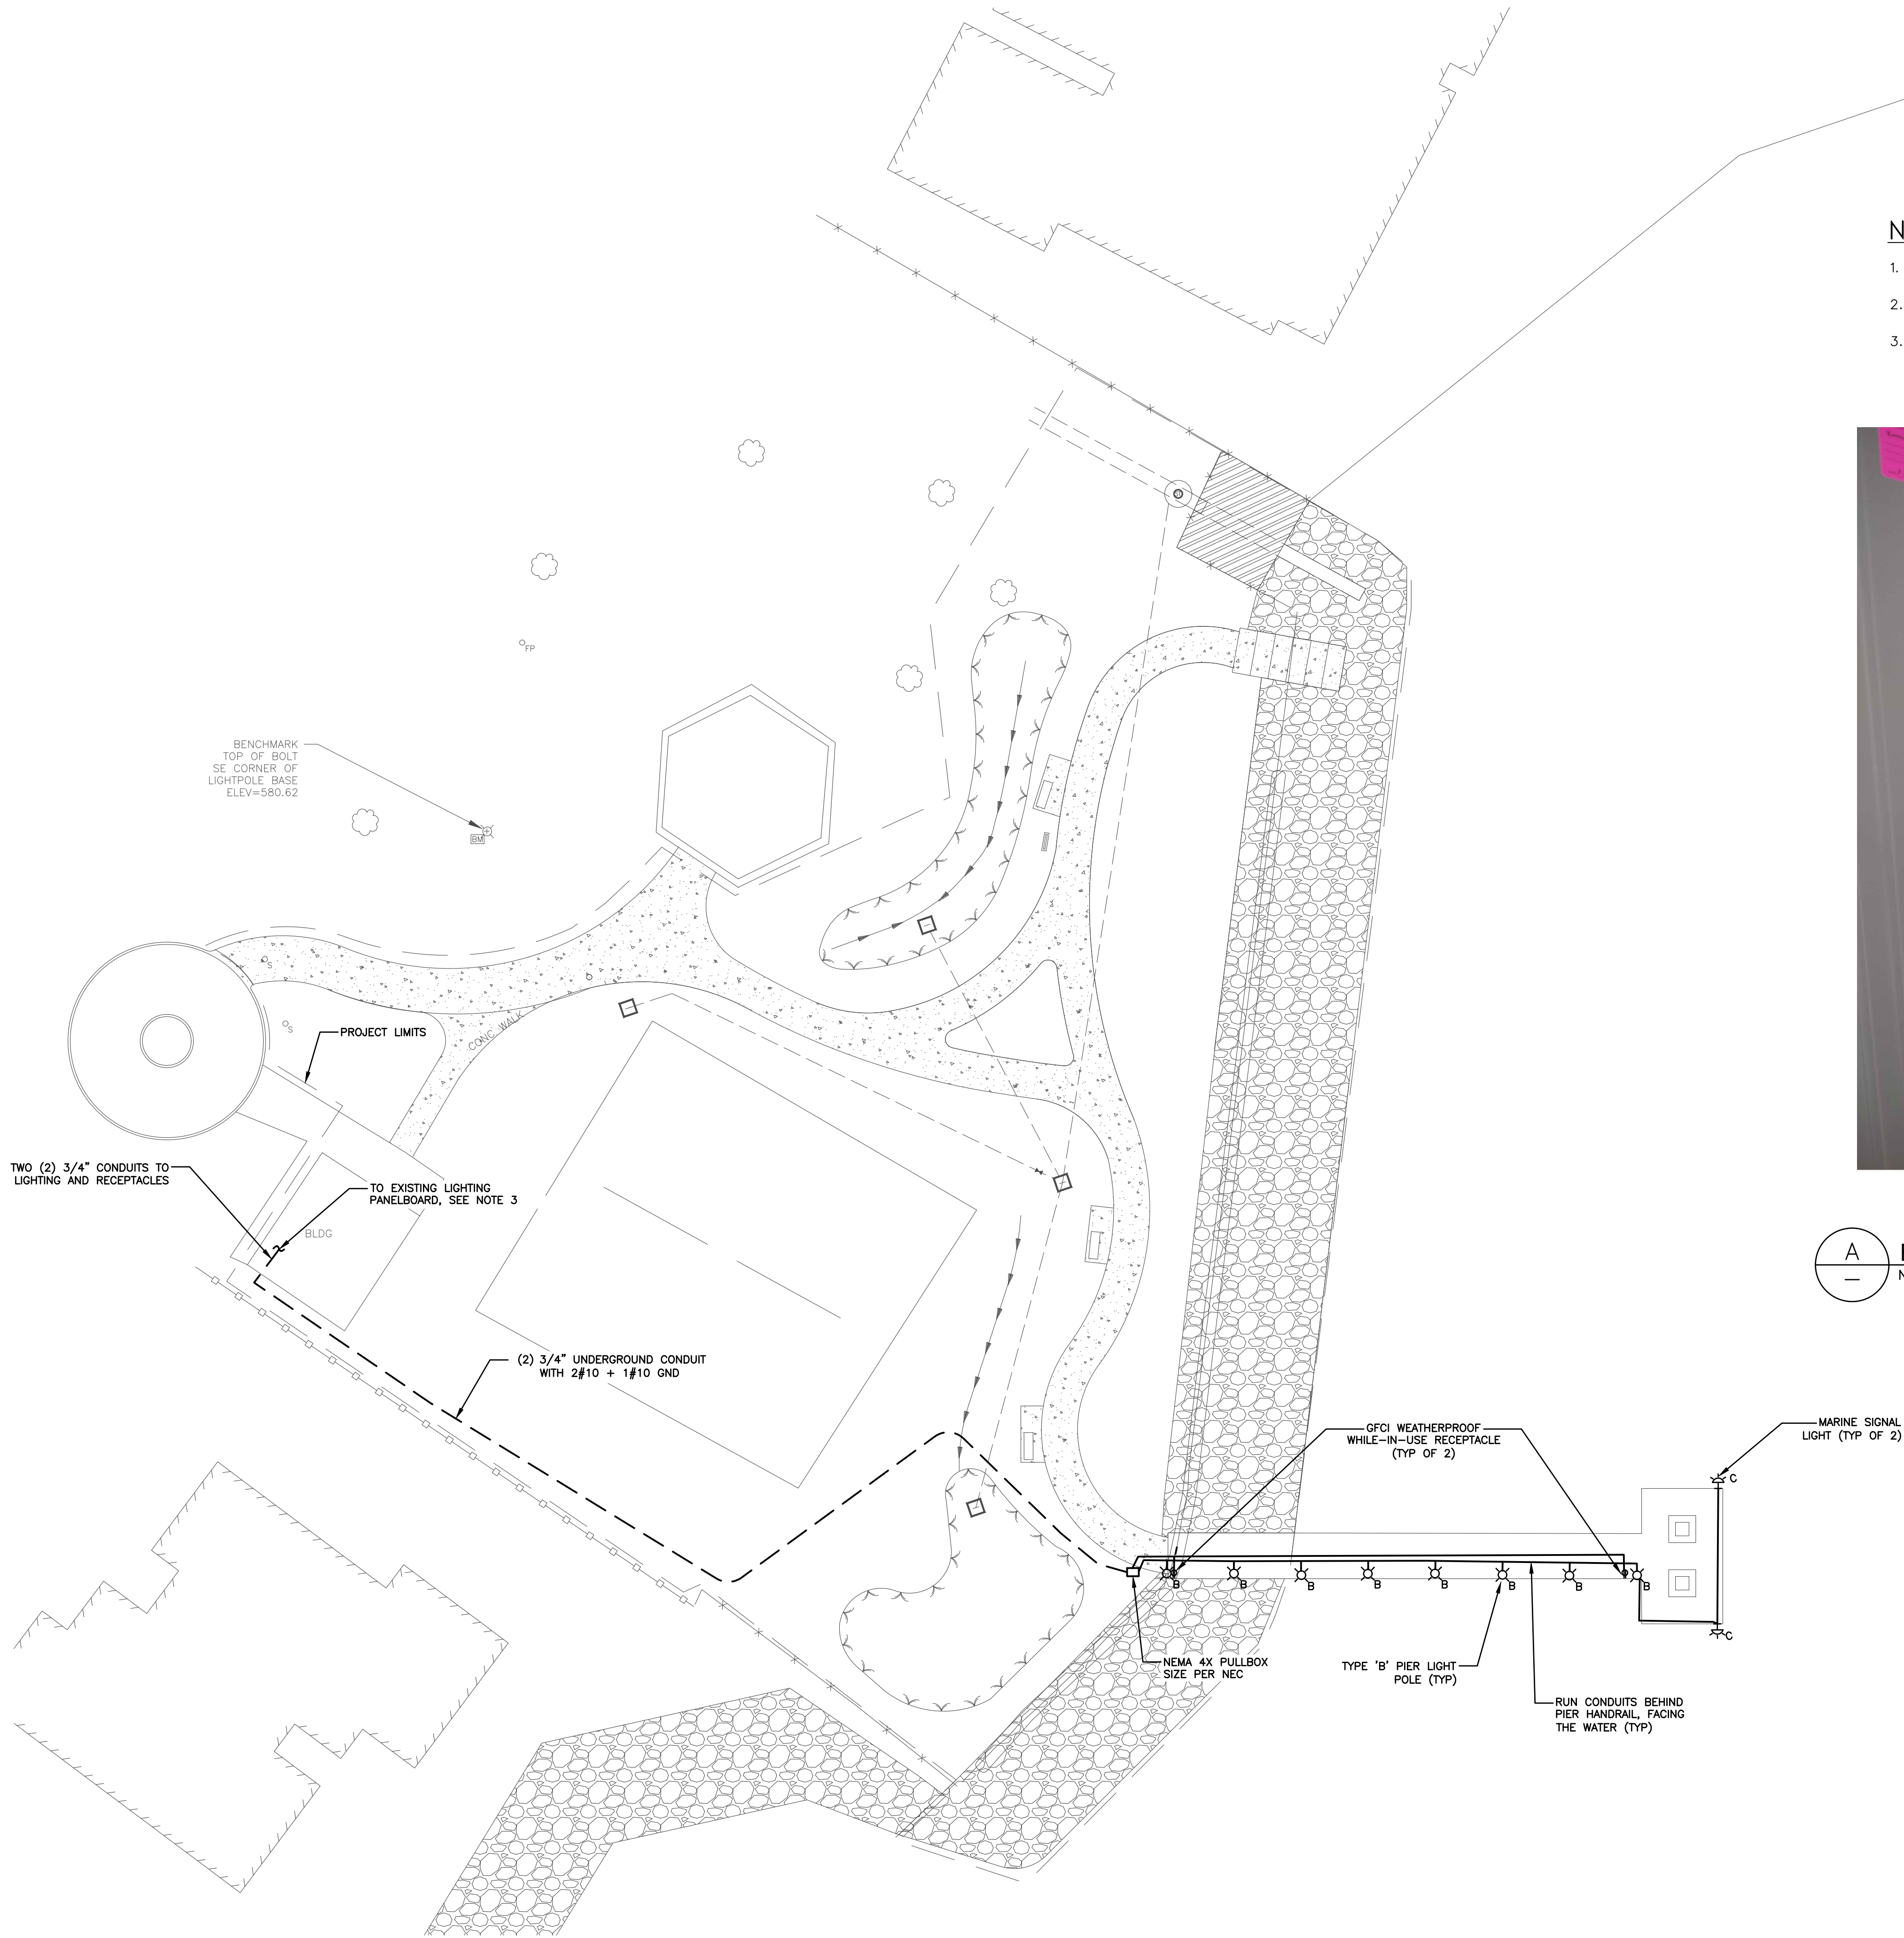 1.
2.
3.
FP
BENCHMARK
TOP OF BOLT
SE CORNER OF
LIGHTPOLE BASE
ELEV=580.62
BM
S
S
CONC. WALK
PROJECT LIMITS
TWO (2) 3/4" CONDUITS TO
LIGHTING AND RECEPTACLES
TO EXISTING LIGHTING
PANELBOARD, SEE NOTE 3
BLDG
A
—
(2) 3/4" UNDERGROUND CONDUIT
WITH 2#10 + 1#10 GND
GFCI WEATHERPROOF
WHILE-IN-USE RECEPTACLE
(TYP OF 2)
MARINE SIGNAL
LIGHT (TYP OF 2)
C
B
B
B
B
B
B
B
B
C
NEMA 4X PULLBOX
SIZE PER NEC
TYPE 'B' PIER LIGHT
POLE (TYP)
RUN CONDUITS BEHIND
PIER HANDRAIL, FACING
THE WATER (TYP)